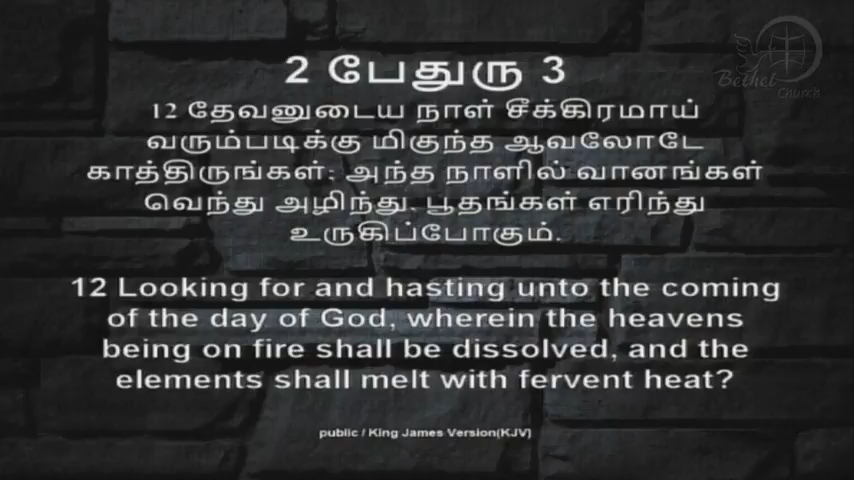 Bethel
Church
2 பேதுரு 3
12 தேவனுடைய நாள் சீக்கிரமாய்
வரும்படிக்கு மிகுந்த ஆவலோடே
காத்திருங்கள்; அந்த நாளில் வானங்கள்
வெந்து அழிந்து, பூதங்கள் எரிந்து
உருகிப்போகும்.
12 Looking for and hasting unto the coming
of the day of God, wherein the heavens
being on fire shall be dissolved, and the
elements shall melt with fervent heat?
public / King James Version(KJV)